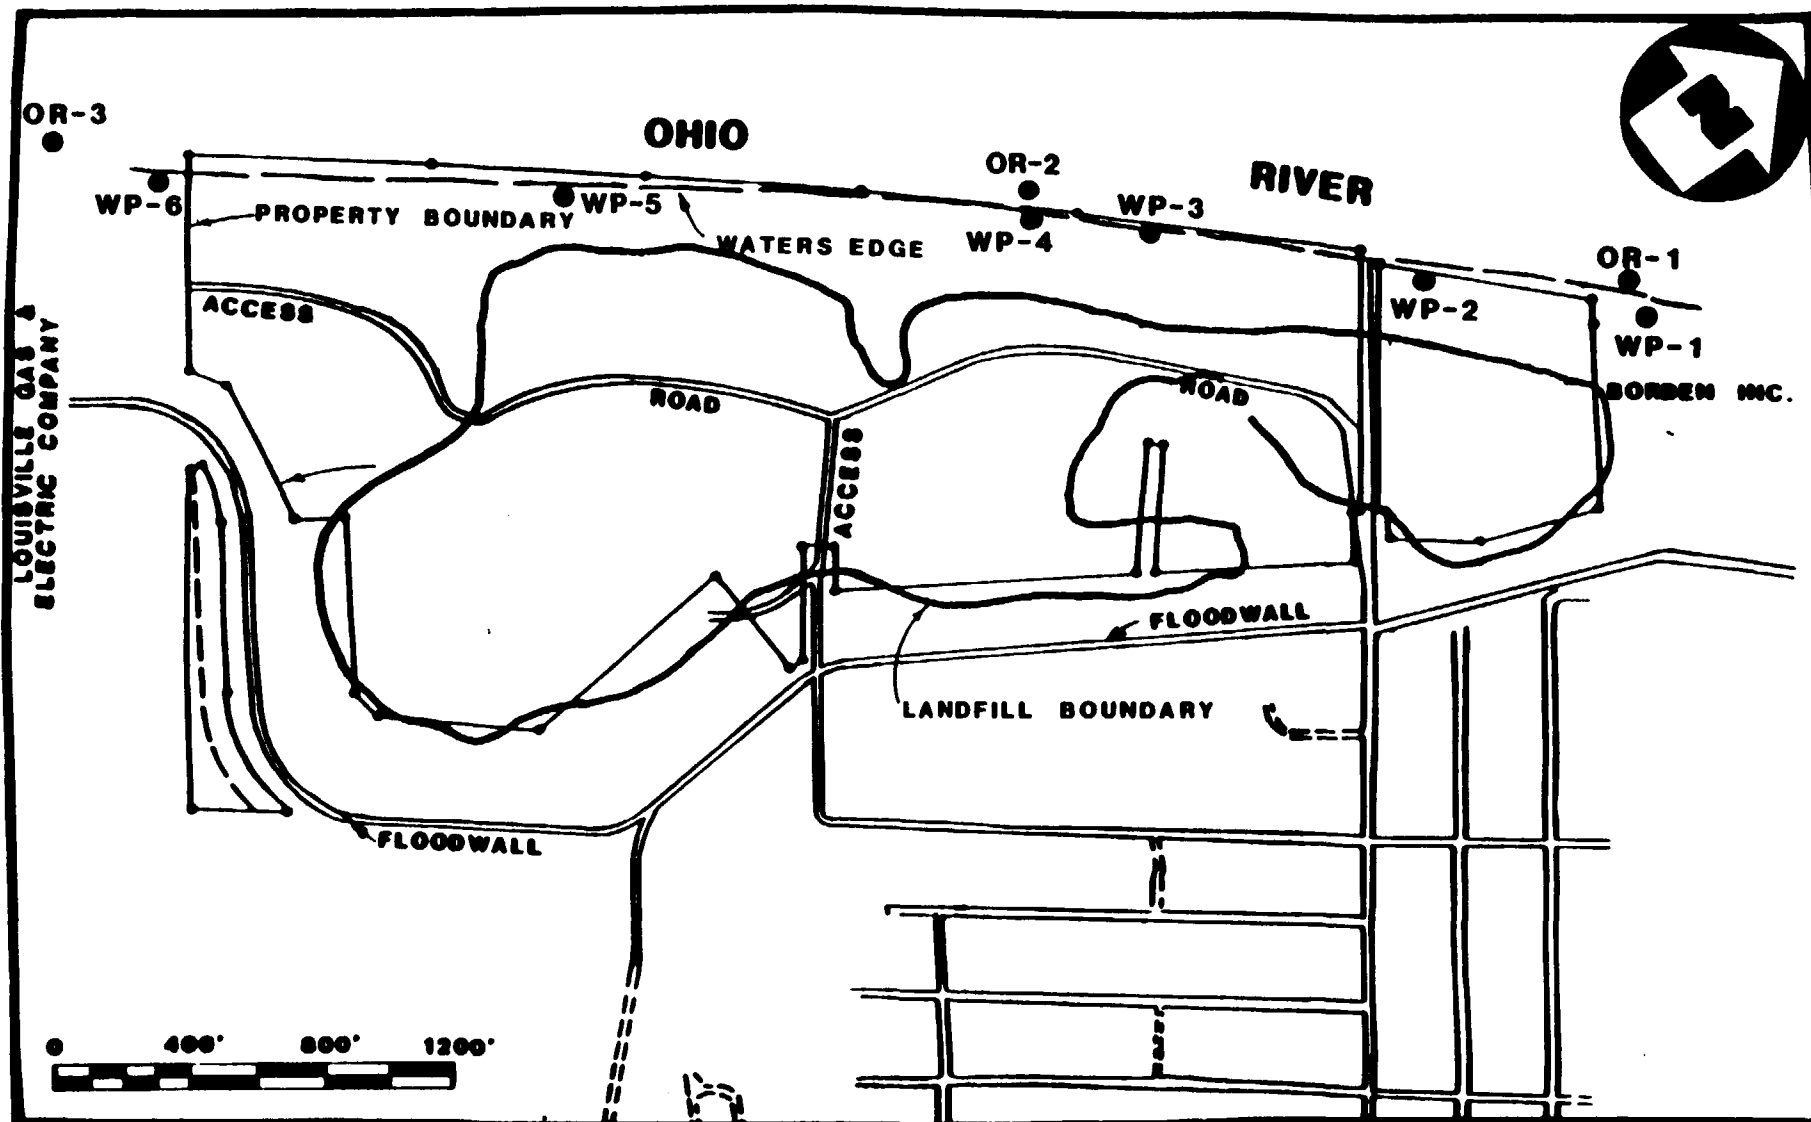 N
OR-3
OHIO
OR-2
RIVER
WP-6
WP-5
WP-3
PROPERTY BOUNDARY
WATERS EDGE
WP-4
OR-1
ACCESS
WP-2
WP-1
LOUISVILLE GAS &
ELECTRIC COMPANY
ROAD
ROAD
BORDEN INC.
ACCESS
FLOODWALL
LANDFILL BOUNDARY
FLOODWALL
0 400' 800' 1200'